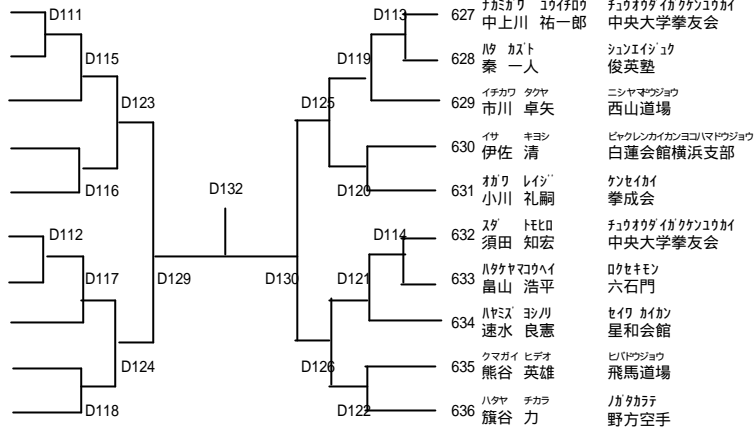 D111
D115
D123
D116
D132
D112
D117
D129
D124
D118
D113
D119
D125
D120
D114
D130
D121
D126
D122
ﾅｶﾐｶﾞﾜ ﾕｳｲﾁﾛｳ ﾁｭｳｵｳﾀﾞｲｶﾞｸｹﾝﾕｳｶｲ
627 中上川 祐一郎 中央大学拳友会
ﾊﾀ ｶｽﾞﾄ ｼｭﾝｴｲｼﾞｭｸ
628 秦 一人 俊英塾
イチカワ タクヤ ニシヤマドウジョウ
629 市川 卓矢 西山道場
イサ キヨシ ビャクレンカイカンヨコハマドウジョウ
630 伊佐 清 白蓮会館横浜支部
ｵｶﾞﾜ ﾚｲｼﾞ ｹﾝｾｲｶｲ
631 小川 礼嗣 拳成会
ｽﾀﾞ ﾄﾓﾋﾛ ﾁｭｳｵｳﾀﾞｲｶﾞｸｹﾝﾕｳｶｲ
632 須田 知宏 中央大学拳友会
ﾊﾀｹﾔﾏｺｳﾍｲ ﾛｸｾｷﾓﾝ
633 畠山 浩平 六石門
ﾊﾔﾐｽﾞ ﾖｼﾉﾘ ｾｲﾜ ｶｲｶﾝ
634 速水 良憲 星和会館
クマガイ ヒデオ ヒバドウジョウ
635 熊谷 英雄 飛馬道場
ハタヤ チカラ ﾉｶﾞﾀｶﾗﾃ
636 籏谷 力 野方空手